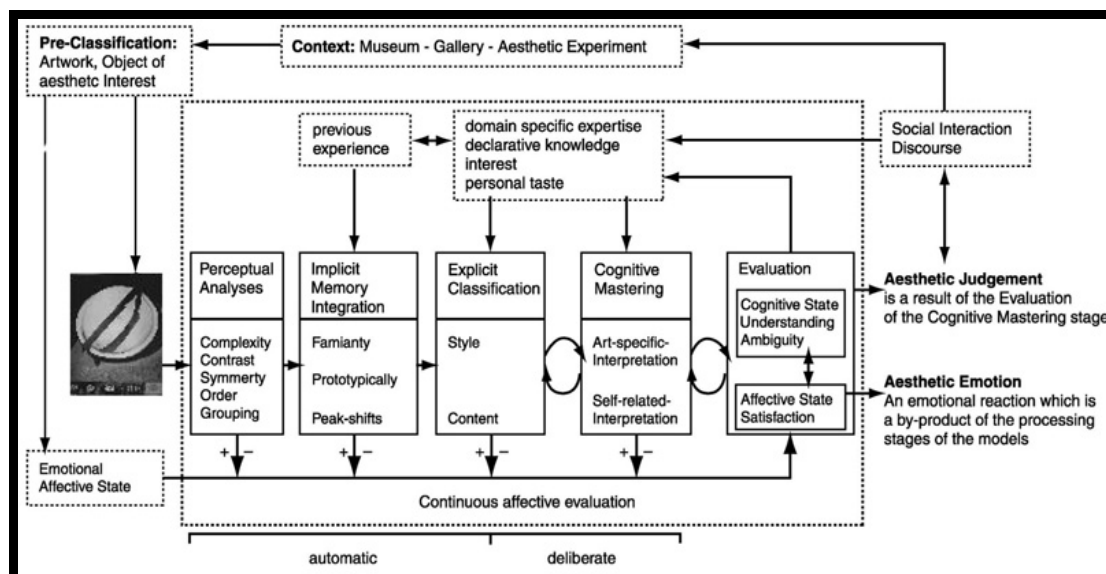 Pre-Classification:
Artwork, Object of
aesthetc Interest
Context: Museum - Gallery - Aesthetic Experiment
previous
experience
domain specific expertise
declarative knowledge
interest
personal taste
Social Interaction
Discourse
Perceptual
Analyses
Complexity
Contrast
Symmerty
Order
Grouping
Implicit
Memory
Integration
Famianty
Prototypically
Peak-shifts
Explicit
Classification
Style
Content
Cognitive
Mastering
Art-specific-
Interpretation
Self-related-
Interpretation
Evaluation
Cognitive State
Understanding
Ambiguity
Affective State
Satisfaction
Aesthetic Judgement
is a result of the Evaluation
of the Cognitive Mastering stage
Aesthetic Emotion
An emotional reaction which is
a by-product of the processing
stages of the models
+ − + − + − + −
Emotional
Affective State
Continuous affective evaluation
automatic
deliberate